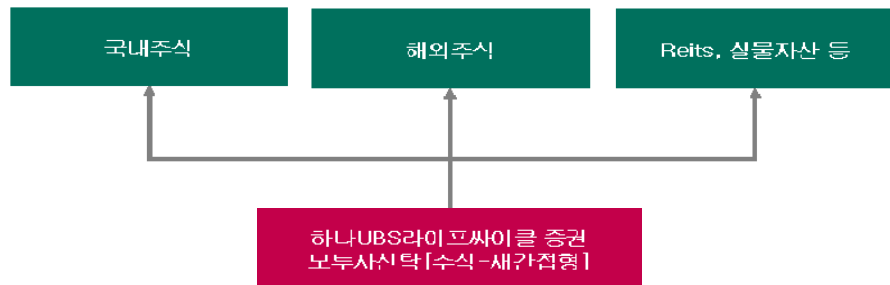 국내주식
해외주식
Reits, 실물자산 등
하나UBS라이프싸이클 증권
모투자신탁[주식-재간접형]